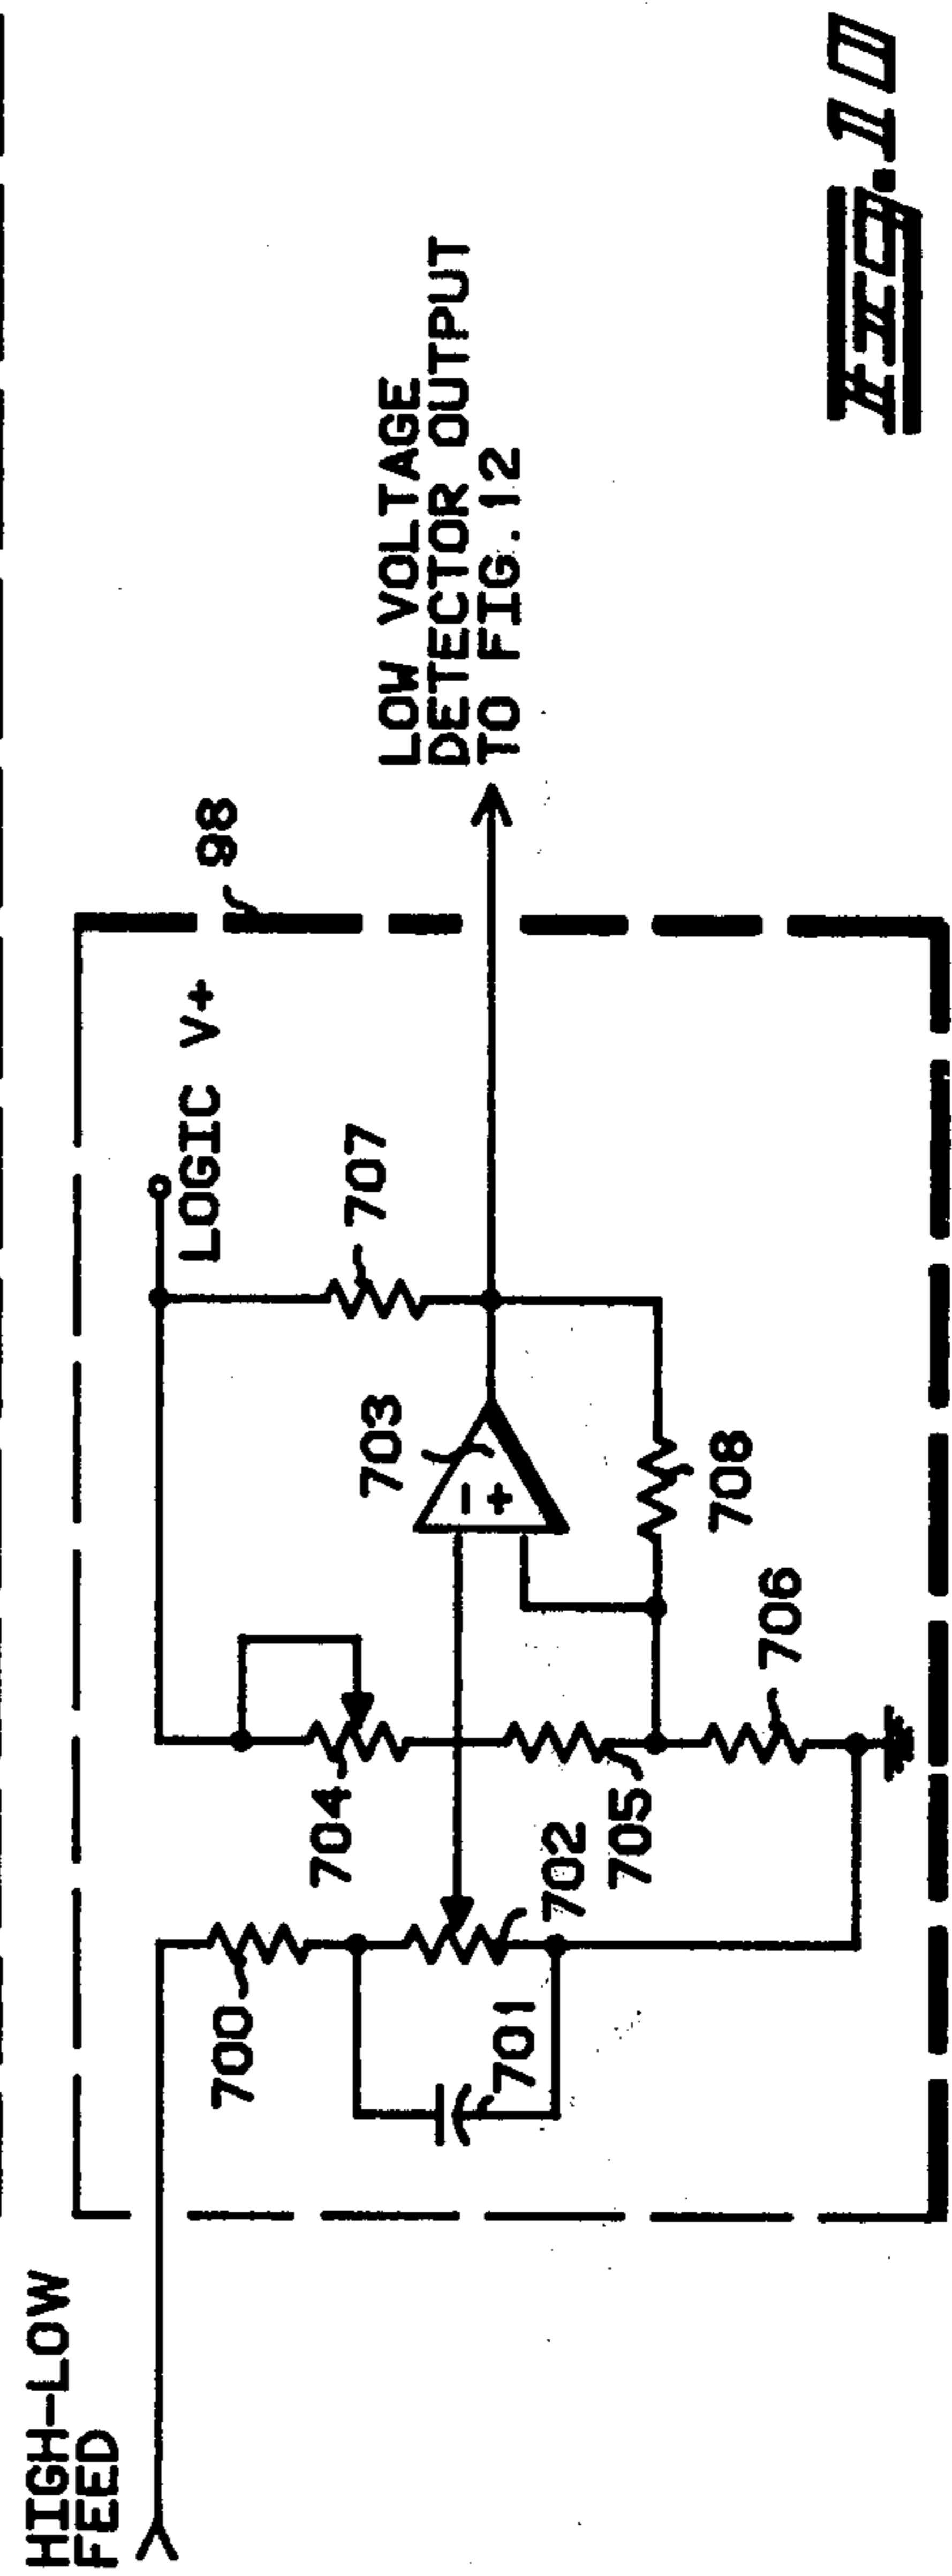 HIGH-LOW
FEED
LOGIC V+
98
700
701
702
703
704
705
706
707
708
LOW VOLTAGE
DETECTOR OUTPUT
TO FIG.12
Fig.10